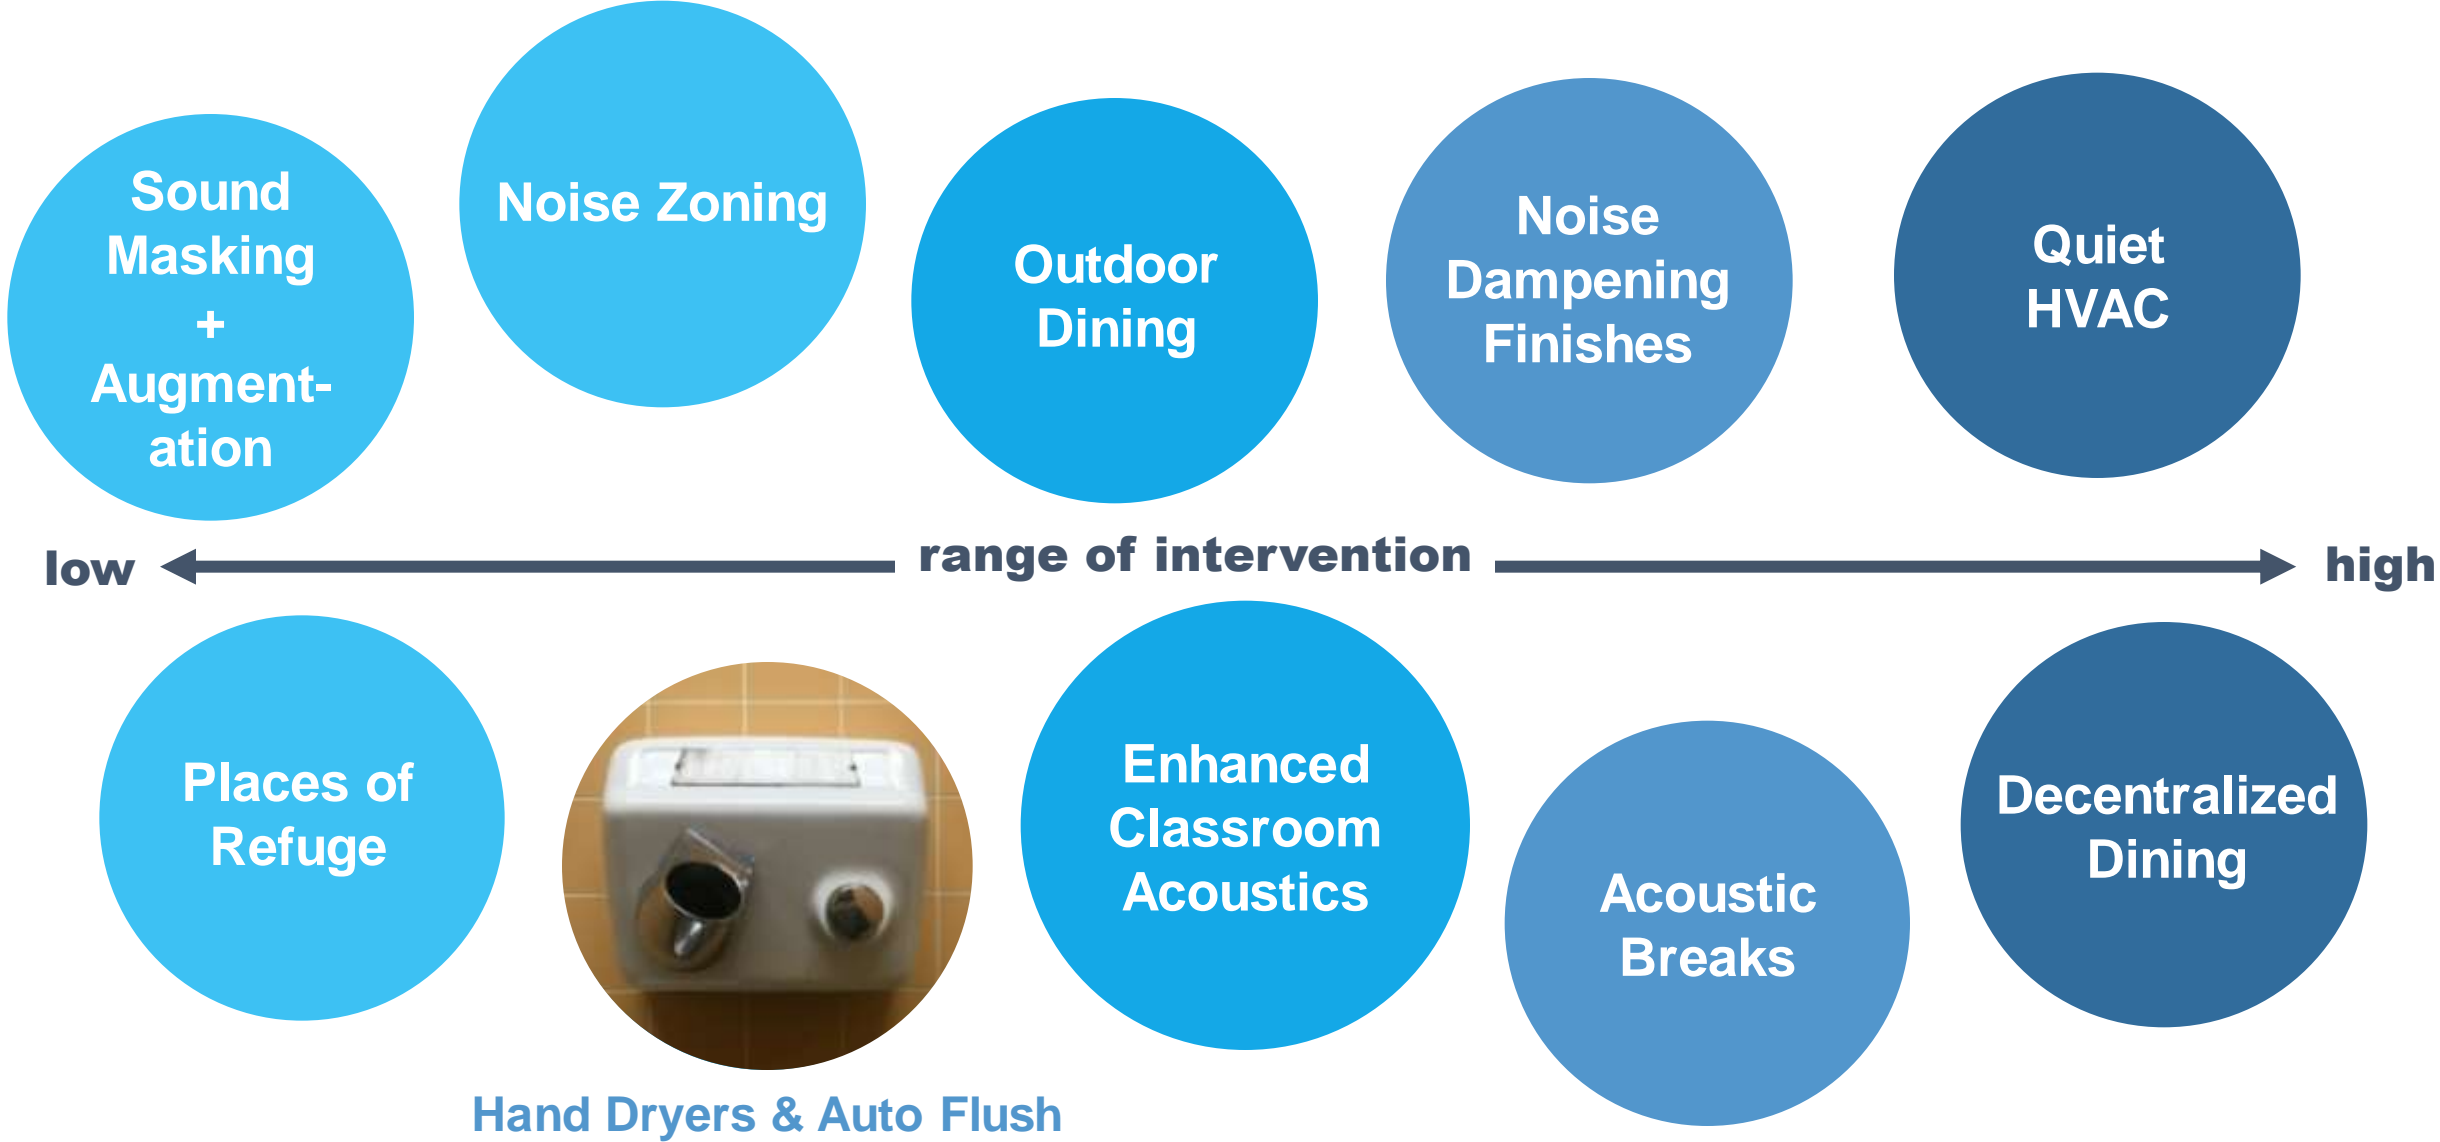 Sound
Masking
+
Augment-
ation
Noise Zoning
Outdoor
Dining
Noise
Dampening
Finishes
Quiet
HVAC
low
range of intervention
high
Places of
Refuge
Enhanced
Classroom
Acoustics
Acoustic
Breaks
Decentralized
Dining
Hand Dryers & Auto Flush